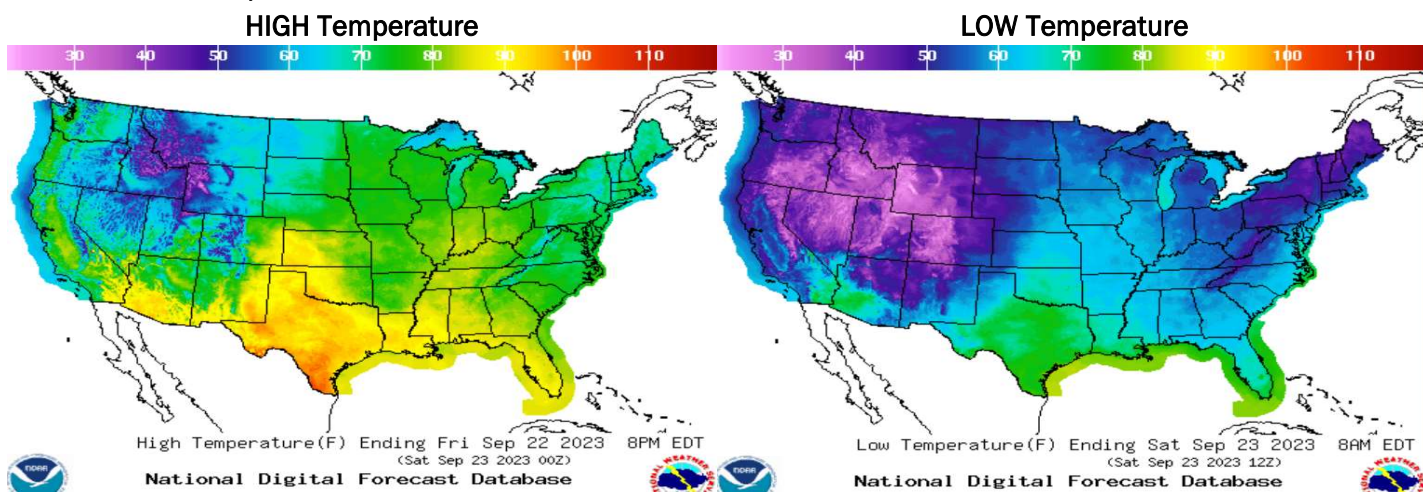 HIGH Temperature
LOW Temperature
30 40 50 60 70 80 90 100 110
30 40 50 60 70 80 90 100 110
High Temperature(F) Ending Fri Sep 22 2023 8PM EDT
(Sat Sep 23 2023 00Z)
National Digital Forecast Database
Low Temperature(F) Ending Sat Sep 23 2023 8AM EDT
(Sat Sep 23 2023 12Z)
National Digital Forecast Database
NOAA
NOAA